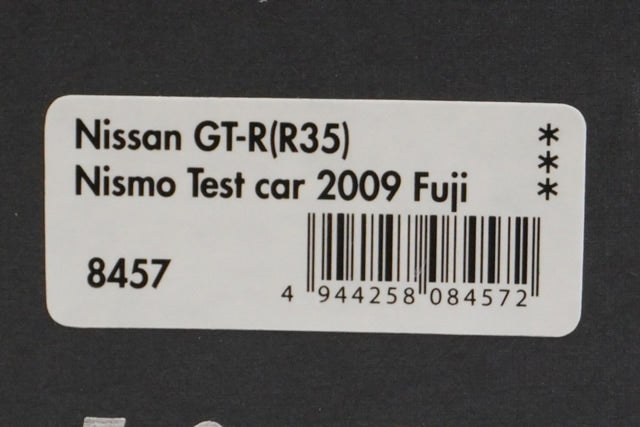 Nissan GT-R(R35)
Nismo Test car 2009 Fuji
***
8457
4 944258 084572